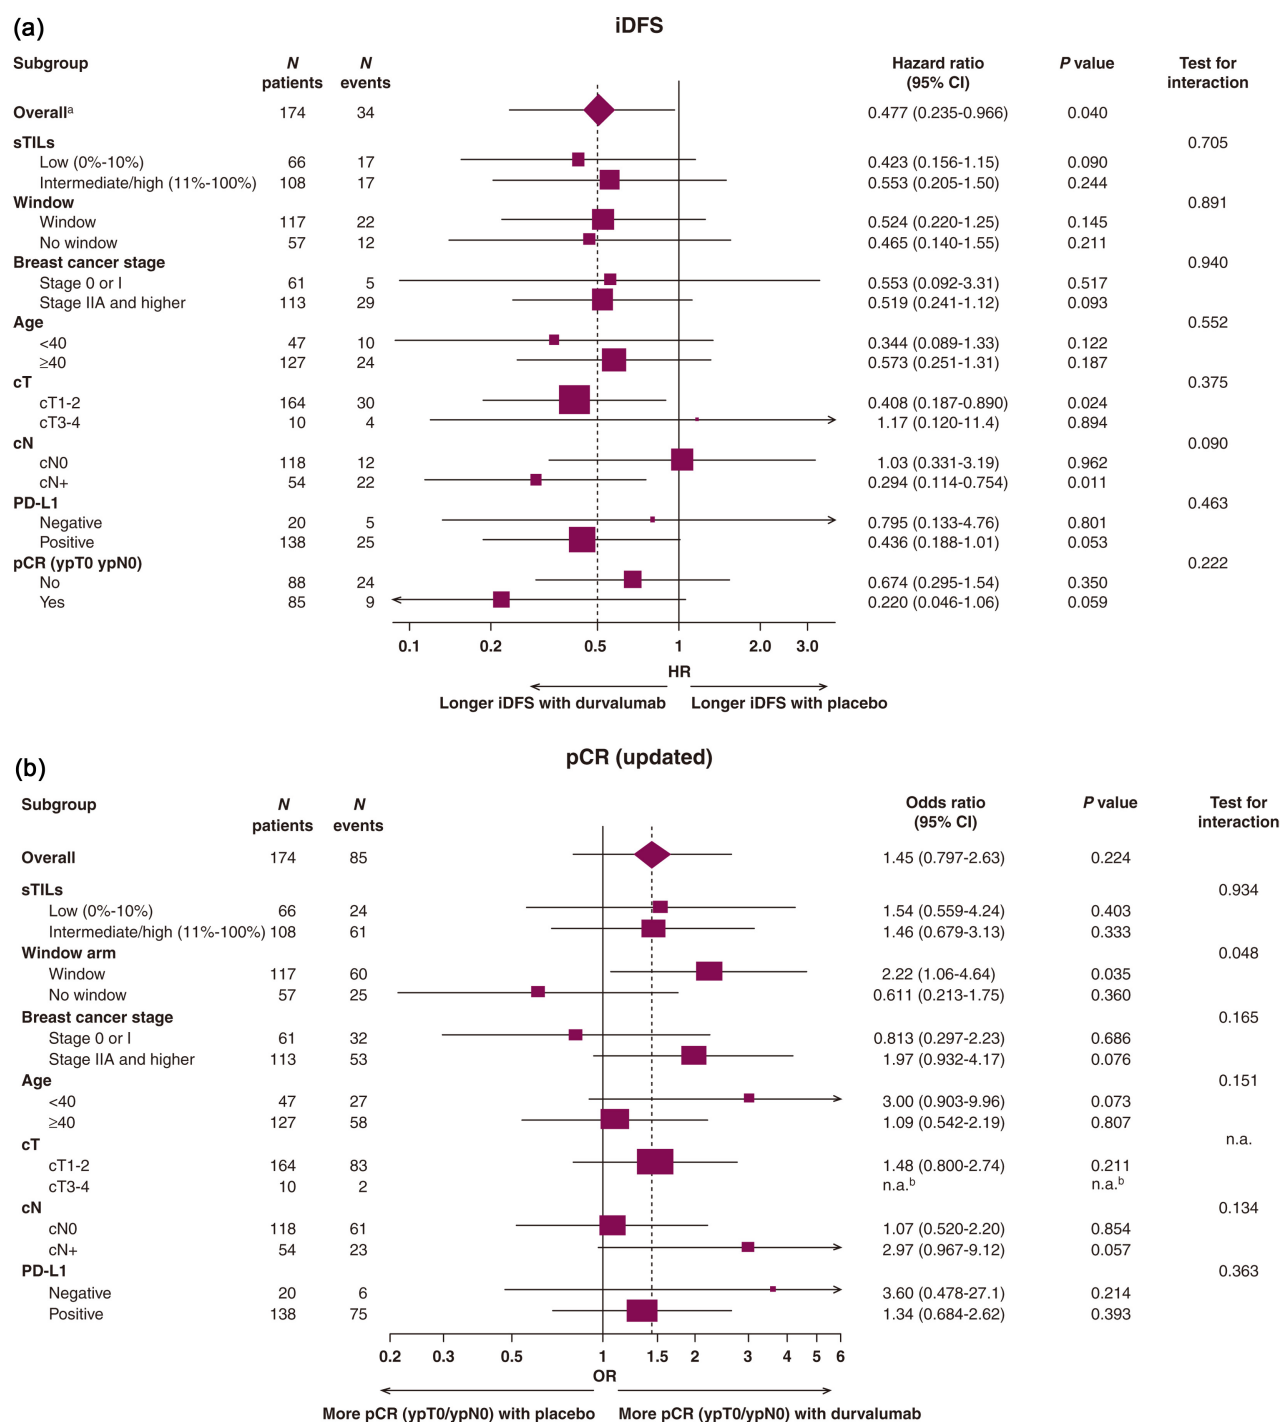 (a)
iDFS
Subgroup N patients N events Hazard ratio (95% CI) P value Test for interaction
Overallᵃ 174 34 0.477 (0.235-0.966) 0.040
sTILs 0.705
Low (0%-10%) 66 17 0.423 (0.156-1.15) 0.090
Intermediate/high (11%-100%) 108 17 0.553 (0.205-1.50) 0.244
Window 0.891
Window 117 22 0.524 (0.220-1.25) 0.145
No window 57 12 0.465 (0.140-1.55) 0.211
Breast cancer stage 0.940
Stage 0 or I 61 5 0.553 (0.092-3.31) 0.517
Stage IIA and higher 113 29 0.519 (0.241-1.12) 0.093
Age 0.552
<40 47 10 0.344 (0.089-1.33) 0.122
≥40 127 24 0.573 (0.251-1.31) 0.187
cT 0.375
cT1-2 164 30 0.408 (0.187-0.890) 0.024
cT3-4 10 4 1.17 (0.120-11.4) 0.894
cN 0.090
cN0 118 12 1.03 (0.331-3.19) 0.962
cN+ 54 22 0.294 (0.114-0.754) 0.011
PD-L1 0.463
Negative 20 5 0.795 (0.133-4.76) 0.801
Positive 138 25 0.436 (0.188-1.01) 0.053
pCR (ypT0 ypN0) 0.222
No 88 24 0.674 (0.295-1.54) 0.350
Yes 85 9 0.220 (0.046-1.06) 0.059
0.1 0.2 0.5 1 2.0 3.0
HR
Longer iDFS with durvalumab Longer iDFS with placebo
(b)
pCR (updated)
Subgroup N patients N events Odds ratio (95% CI) P value Test for interaction
Overall 174 85 1.45 (0.797-2.63) 0.224
sTILs 0.934
Low (0%-10%) 66 24 1.54 (0.559-4.24) 0.403
Intermediate/high (11%-100%) 108 61 1.46 (0.679-3.13) 0.333
Window arm 0.048
Window 117 60 2.22 (1.06-4.64) 0.035
No window 57 25 0.611 (0.213-1.75) 0.360
Breast cancer stage 0.165
Stage 0 or I 61 32 0.813 (0.297-2.23) 0.686
Stage IIA and higher 113 53 1.97 (0.932-4.17) 0.076
Age 0.151
<40 47 27 3.00 (0.903-9.96) 0.073
≥40 127 58 1.09 (0.542-2.19) 0.807
cT n.a.
cT1-2 164 83 1.48 (0.800-2.74) 0.211
cT3-4 10 2 n.a.ᵇ n.a.ᵇ
cN 0.134
cN0 118 61 1.07 (0.520-2.20) 0.854
cN+ 54 23 2.97 (0.967-9.12) 0.057
PD-L1 0.363
Negative 20 6 3.60 (0.478-27.1) 0.214
Positive 138 75 1.34 (0.684-2.62) 0.393
0.2 0.3 0.5 1 1.5 2 3 4 5 6
OR
More pCR (ypT0/ypN0) with placebo More pCR (ypT0/ypN0) with durvalumab